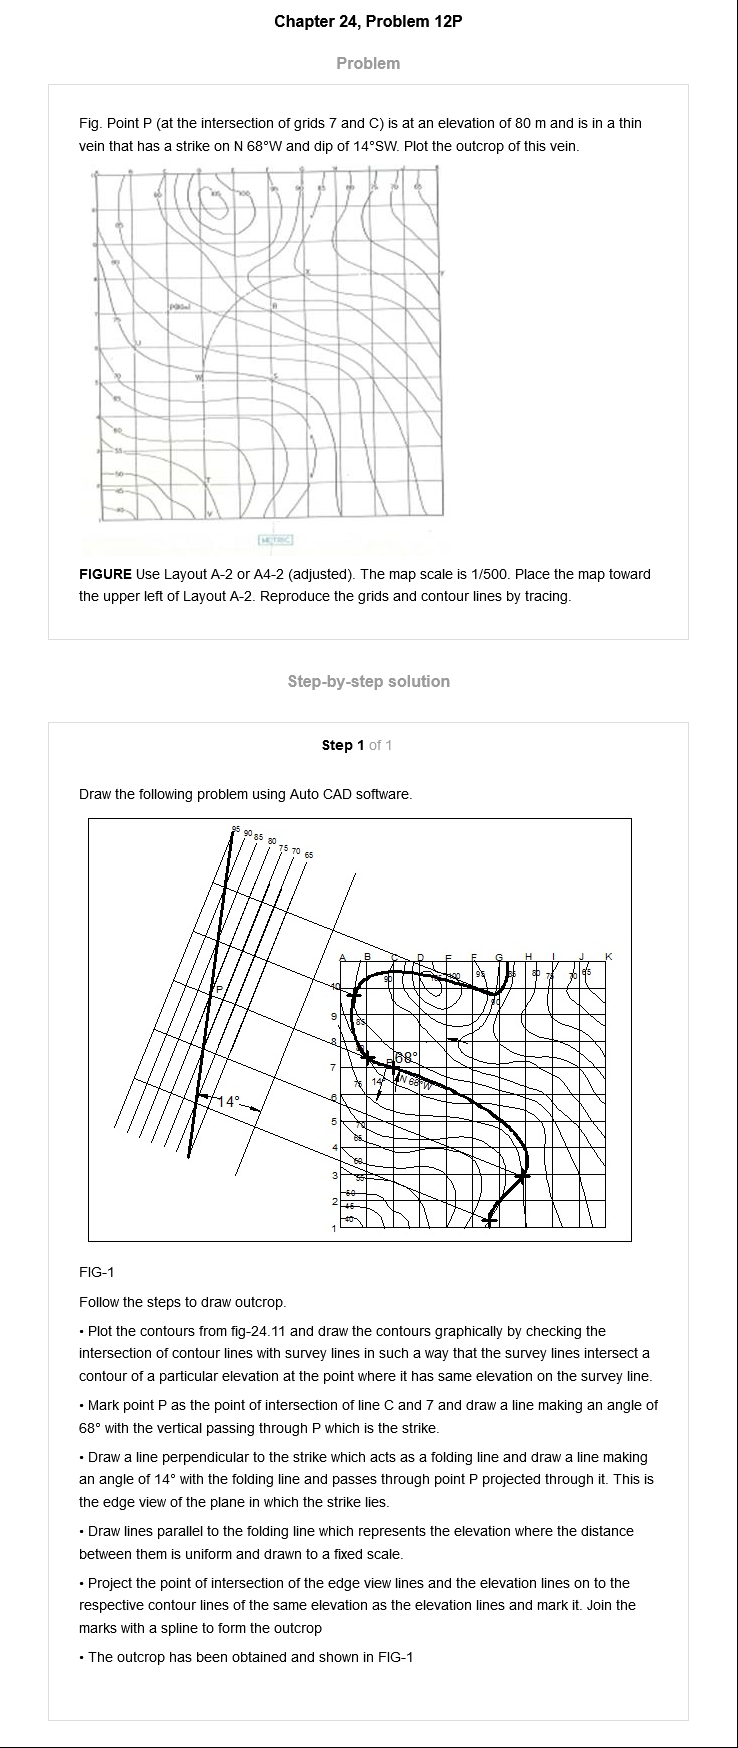 Chapter 24, Problem 12P
Problem
Fig. Point P (at the intersection of grids 7 and C) is at an elevation of 80 m and is in a thin
vein that has a strike on N 68°W and dip of 14°SW. Plot the outcrop of this vein.
METRIC
FIGURE Use Layout A-2 or A4-2 (adjusted). The map scale is 1/500. Place the map toward
the upper left of Layout A-2. Reproduce the grids and contour lines by tracing.
Step-by-step solution
Step 1 of 1
Draw the following problem using Auto CAD software.
95 90 85 80 75 70 65
A B C D E F G H I J K
90 100 95 85 80 75 70 65
10
90
P
9
85
8
68°
7
P
75 14° N 68°W
14°
6
5
70
65
4
60
3
55
50
2
45
40
1
FIG-1
Follow the steps to draw outcrop.
• Plot the contours from fig-24.11 and draw the contours graphically by checking the
intersection of contour lines with survey lines in such a way that the survey lines intersect a
contour of a particular elevation at the point where it has same elevation on the survey line.
• Mark point P as the point of intersection of line C and 7 and draw a line making an angle of
68° with the vertical passing through P which is the strike.
• Draw a line perpendicular to the strike which acts as a folding line and draw a line making
an angle of 14° with the folding line and passes through point P projected through it. This is
the edge view of the plane in which the strike lies.
• Draw lines parallel to the folding line which represents the elevation where the distance
between them is uniform and drawn to a fixed scale.
• Project the point of intersection of the edge view lines and the elevation lines on to the
respective contour lines of the same elevation as the elevation lines and mark it. Join the
marks with a spline to form the outcrop
• The outcrop has been obtained and shown in FIG-1